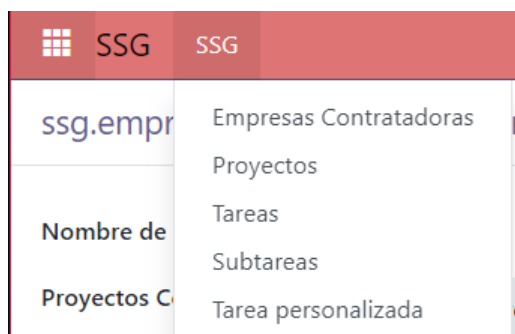 SSG SSG
ssg.empr
Empresas Contratadoras
Proyectos
Tareas
Nombre de
Subtareas
Proyectos
Tarea personalizada